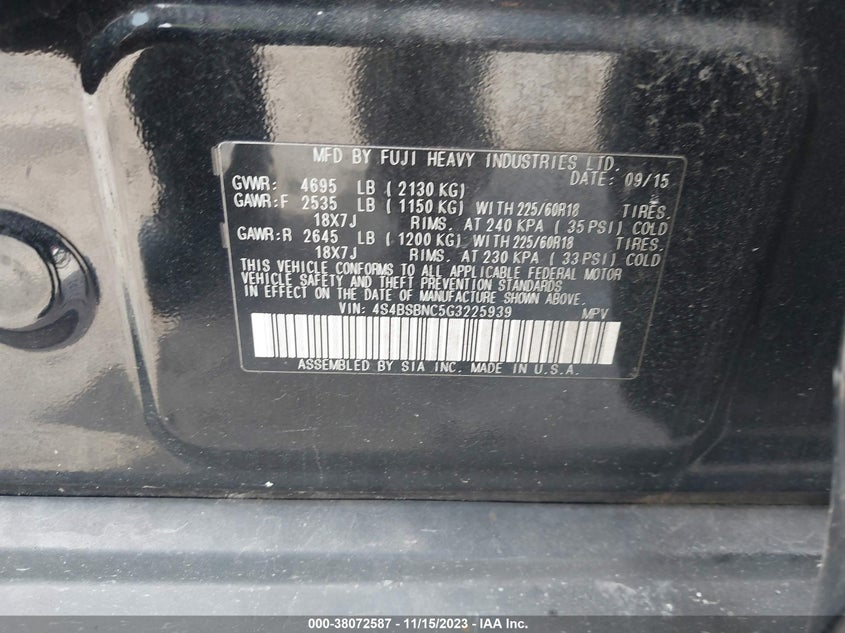 MFD BY FUJI HEAVY INDUSTRIES LTD.
DATE: 09/15
GVWR: 4695 LB ( 2130 KG)
GAWR:F 2535 LB ( 1150 KG) WITH 225/60R18 TIRES.
18X7J RIMS. AT 240 KPA ( 35 PSI) COLD
GAWR:R 2645 LB ( 1200 KG) WITH 225/60R18 TIRES.
18X7J RIMS. AT 230 KPA ( 33 PSI) COLD
THIS VEHICLE CONFORMS TO ALL APPLICABLE FEDERAL MOTOR
VEHICLE SAFETY AND THEFT PREVENTION STANDARDS
IN EFFECT ON THE DATE OF MANUFACTURE SHOWN ABOVE.
VIN: 4S4BSBNC5G3225939 MPV
ASSEMBLED BY SIA INC. MADE IN U.S.A.
000-38072587 - 11/15/2023 - IAA Inc.